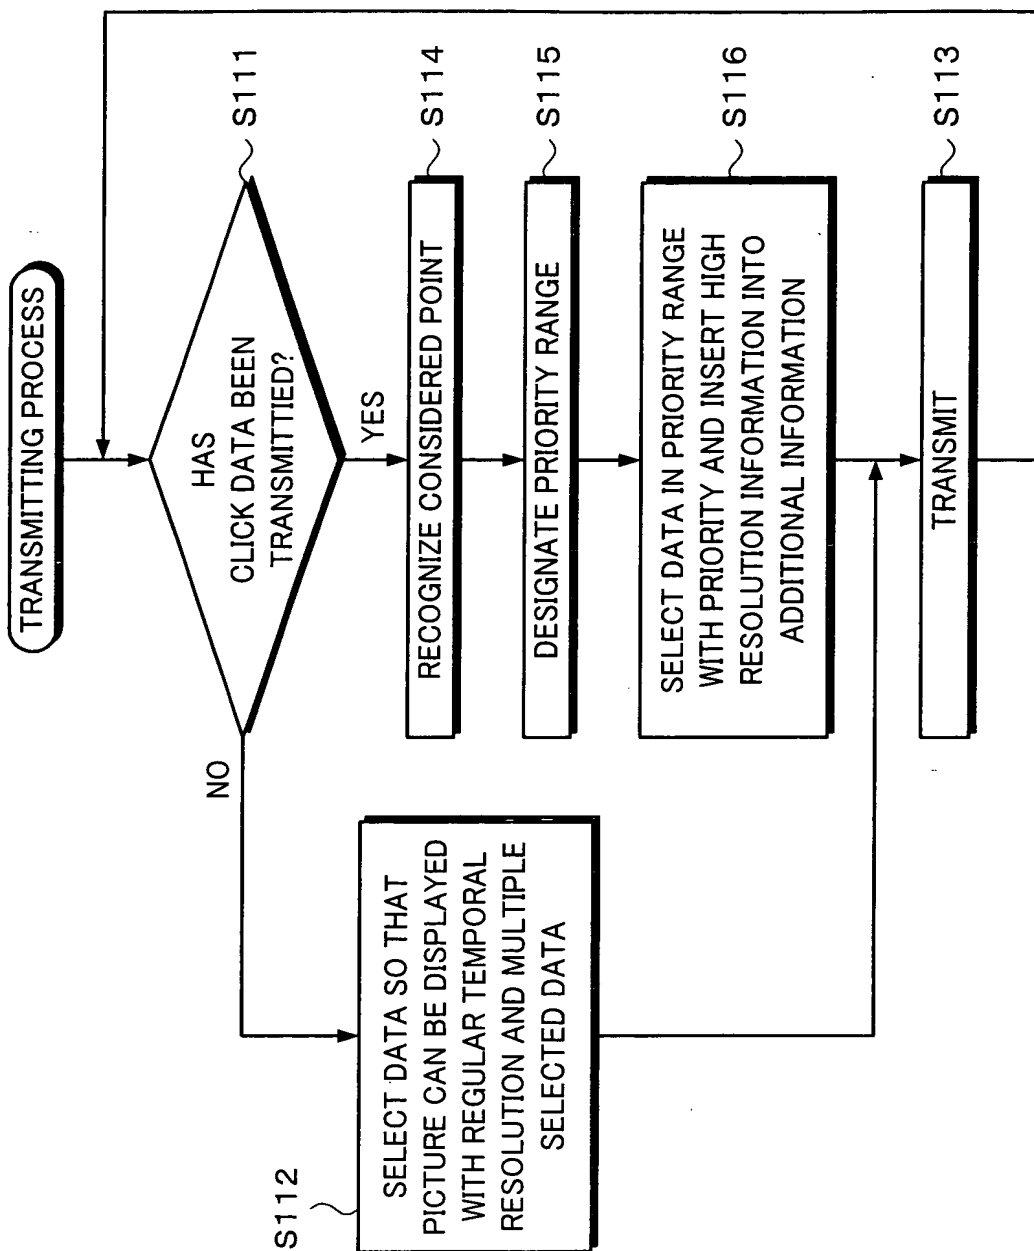 TRANSMITTING PROCESS
S111
HAS
CLICK DATA BEEN
TRANSMITTIED?
NO
YES
S112
SELECT DATA SO THAT
PICTURE CAN BE DISPLAYED
WITH REGULAR TEMPORAL
RESOLUTION AND MULTIPLE
SELECTED DATA
S114
RECOGNIZE CONSIDERED POINT
S115
DESIGNATE PRIORITY RANGE
S116
SELECT DATA IN PRIORITY RANGE
WITH PRIORITY AND INSERT HIGH
RESOLUTION INFORMATION INTO
ADDITIONAL INFORMATION
S113
TRANSMIT